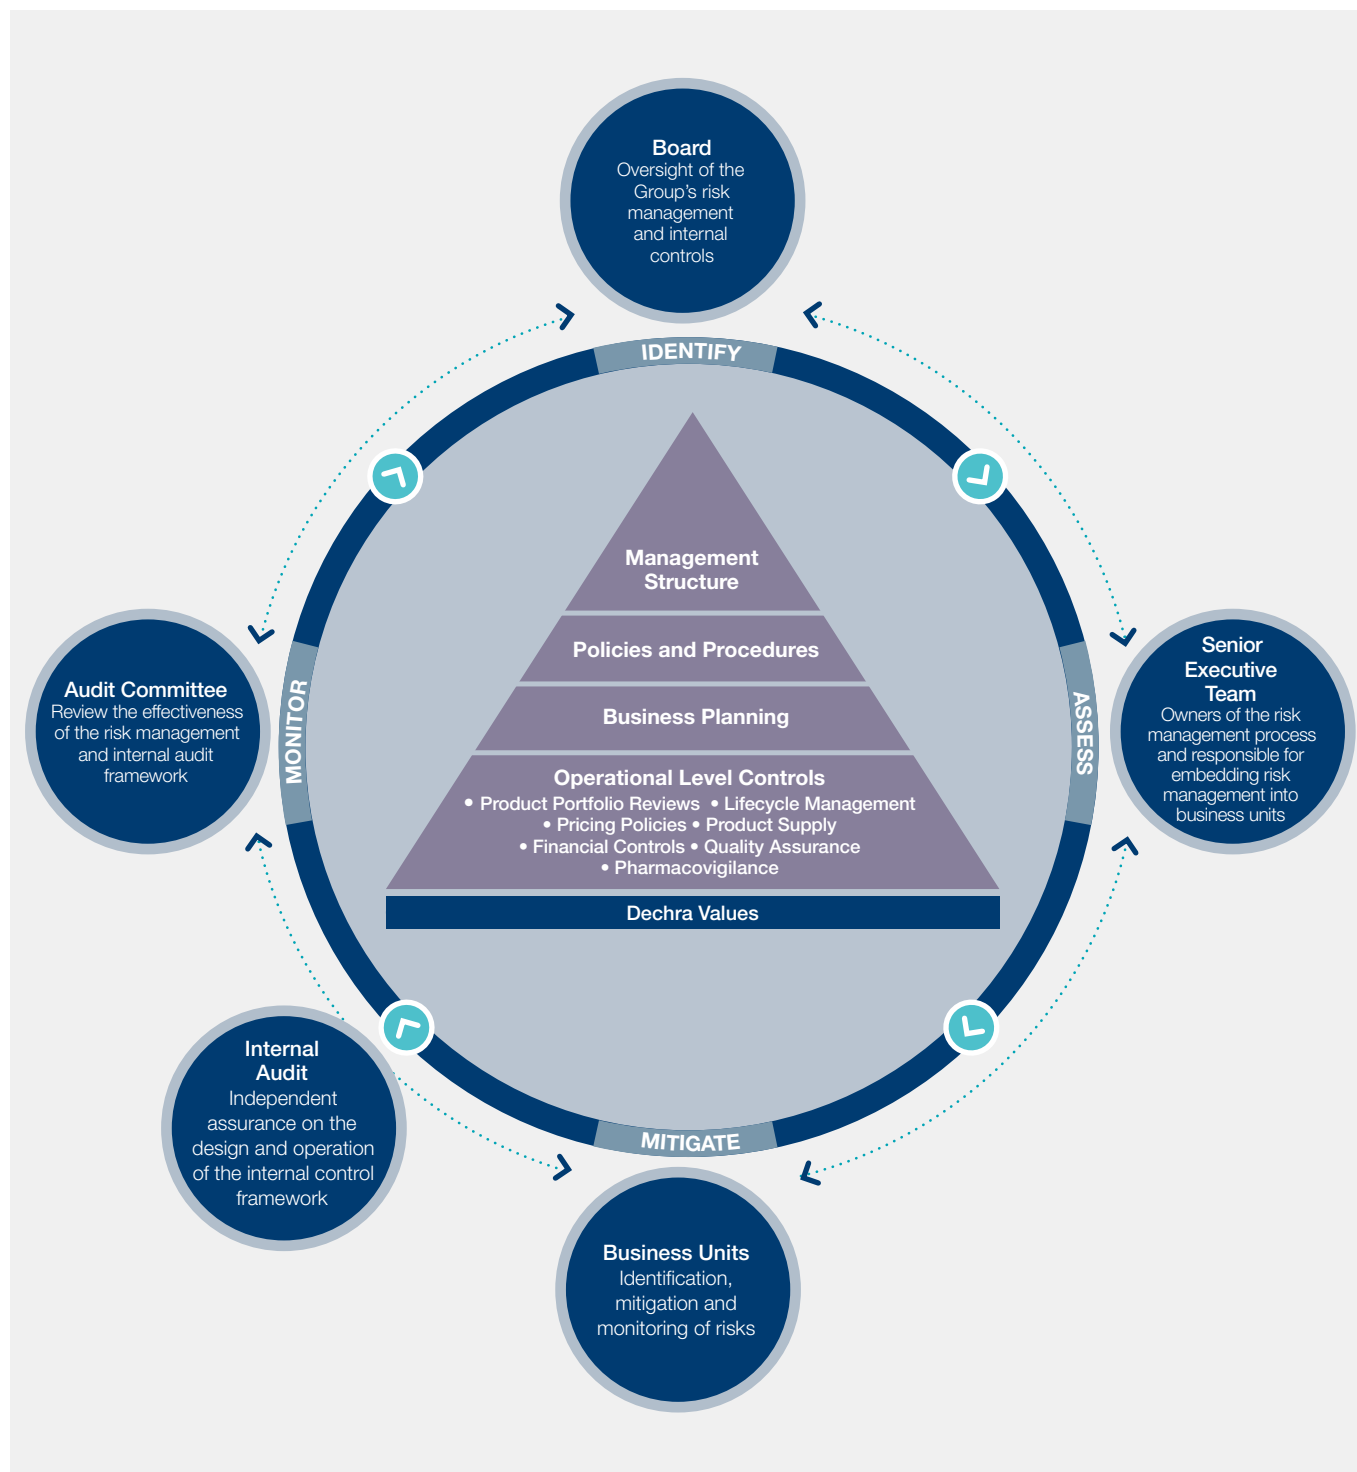 Board
Oversight of the
Group’s risk
management
and internal
controls
IDENTIFY
Management
Structure
Policies and Procedures
Business Planning
Operational Level Controls
• Product Portfolio Reviews • Lifecycle Management
• Pricing Policies • Product Supply
• Financial Controls • Quality Assurance
• Pharmacovigilance
Dechra Values
ASSESS
Senior
Executive
Team
Owners of the risk
management process
and responsible for
embedding risk
management into
business units
MITIGATE
Business Units
Identification,
mitigation and
monitoring of risks
Internal
Audit
Independent
assurance on the
design and operation
of the internal control
framework
MONITOR
Audit Committee
Review the effectiveness
of the risk management
and internal audit
framework